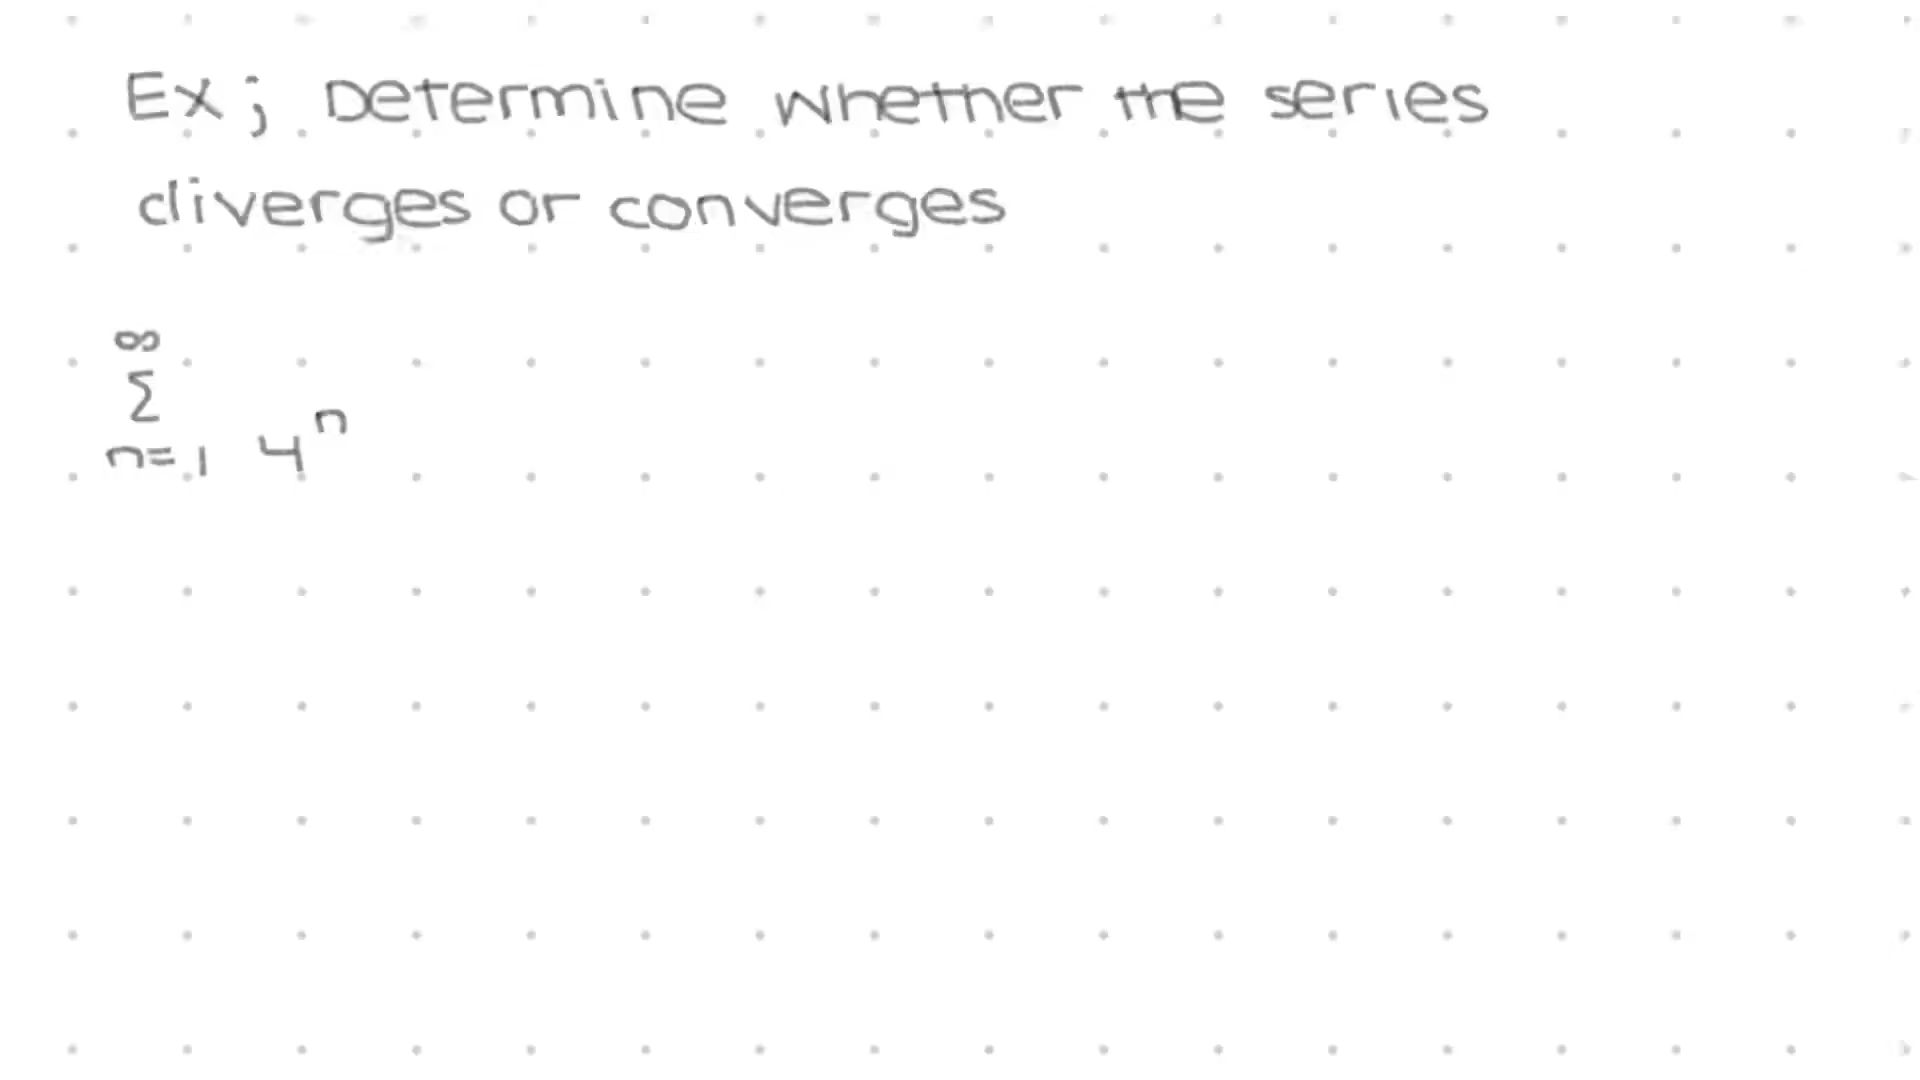 Ex; Determine whether the series
diverges or converges
∞
Σ
n=1 4ⁿ